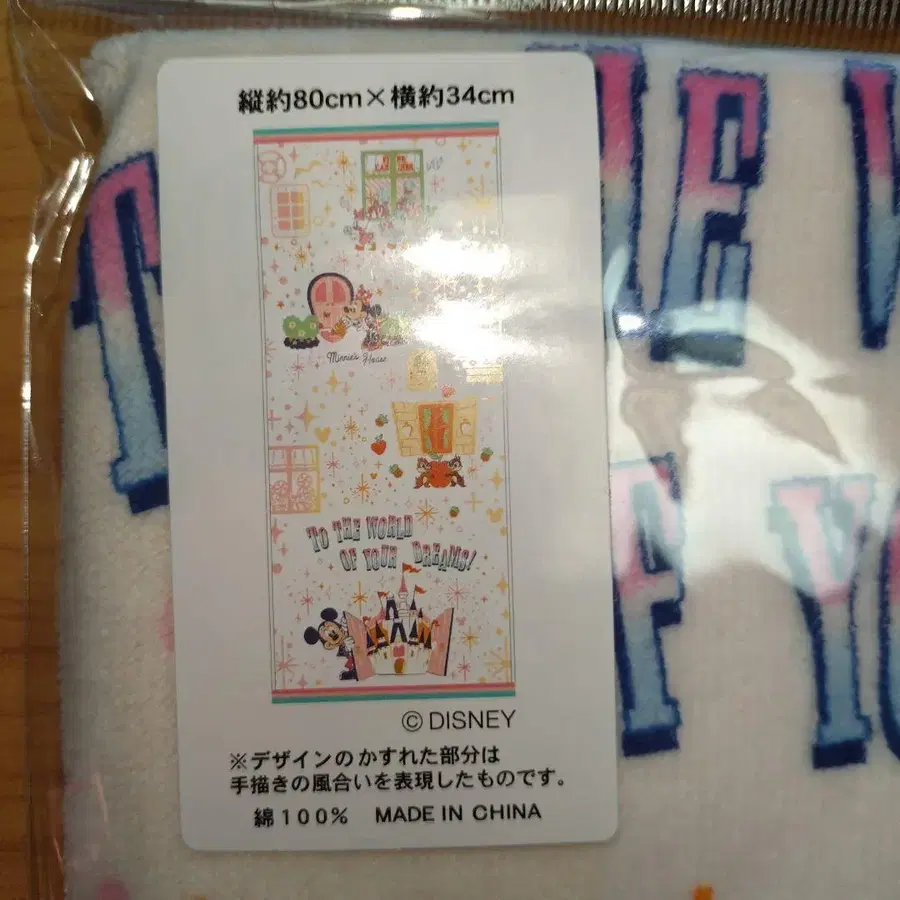 縦約80cm×横約34cm
Minnie's House
TO THE WORLD
OF YOUR DREAMS!
© DISNEY
※デザインのかすれた部分は
手描きの風合いを表現したものです。
綿100% MADE IN CHINA